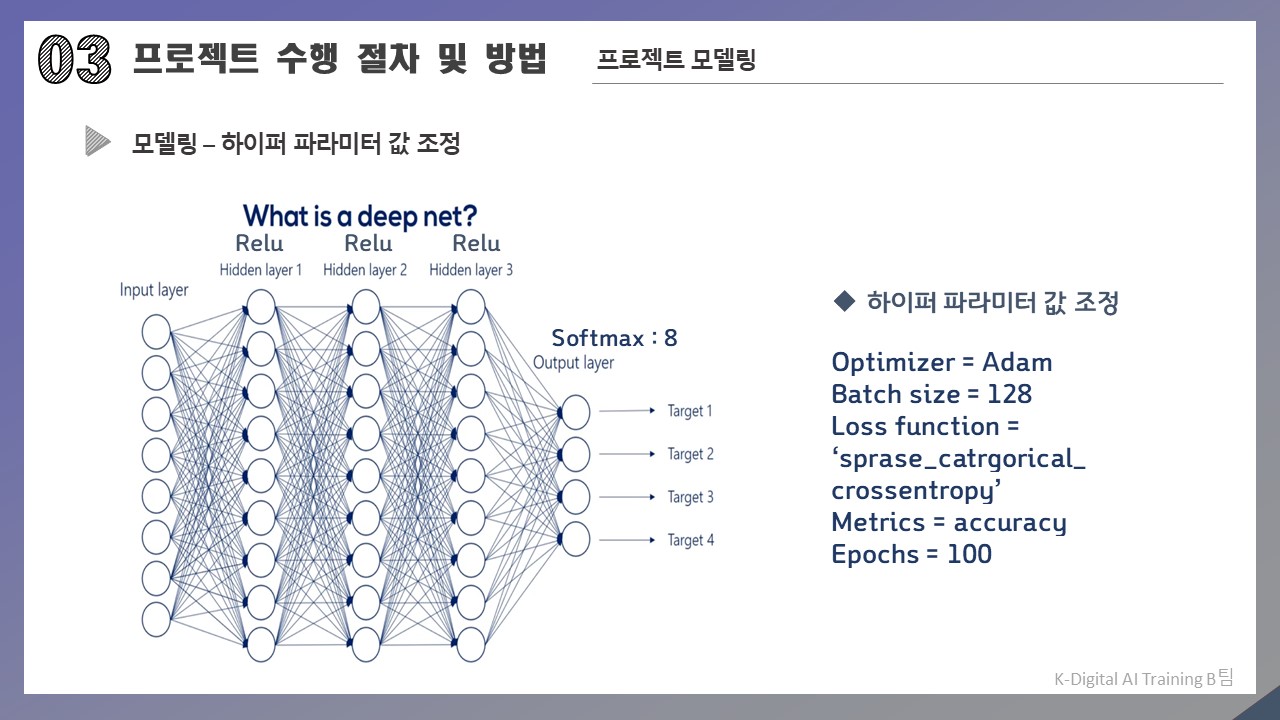 03 프로젝트 수행 절차 및 방법 프로젝트 모델링
모델링 – 하이퍼 파라미터 값 조정
What is a deep net?
Relu Relu Relu
Hidden layer 1 Hidden layer 2 Hidden layer 3
Input layer
Softmax : 8
Output layer
Target 1
Target 2
Target 3
Target 4
◆ 하이퍼 파라미터 값 조정
Optimizer = Adam
Batch size = 128
Loss function =
‘sprase_catrgorical_
crossentropy’
Metrics = accuracy
Epochs = 100
K-Digital AI Training B팀